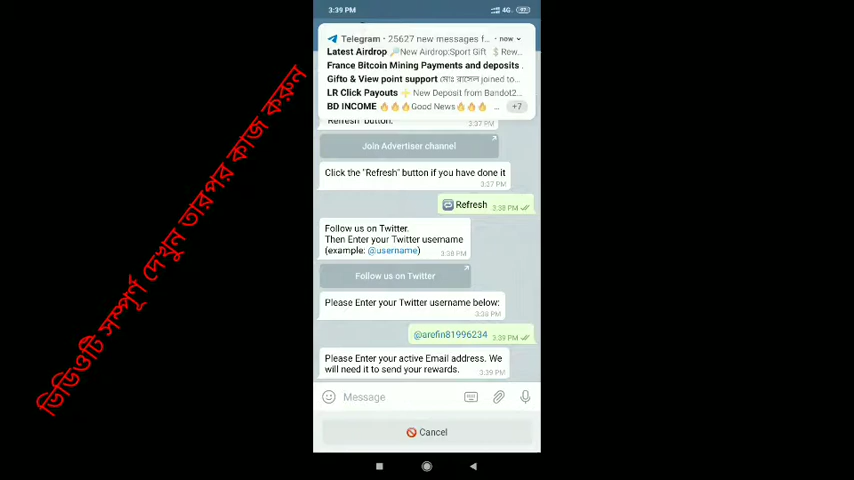 3:39 PM
4G
Telegram • 25627 new messages f... • now
Latest Airdrop 🔎New Airdrop:Sport Gift 💲Rew...
France Bitcoin Mining Payments and deposits
Gifto & View point support মোঃ রাসেল joined to...
LR Click Payouts ➕ New Deposit from Bandot2...
BD INCOME 🔥🔥🔥Good News🔥🔥🔥 ...
+7
"Refresh" button.
3:37 PM
Join Advertiser channel
Click the "Refresh" button if you have done it
3:37 PM
Refresh 3:38 PM
Follow us on Twitter.
Then Enter your Twitter username
(example: @username)
3:38 PM
Follow us on Twitter
Please Enter your Twitter username below:
3:38 PM
@arefin81996234 3:39 PM
Please Enter your active Email address. We
will need it to send your rewards.
3:39 PM
Message
🚫 Cancel
ভিডিওটি সম্পূর্ণ দেখুন তারপর কাজ করুন